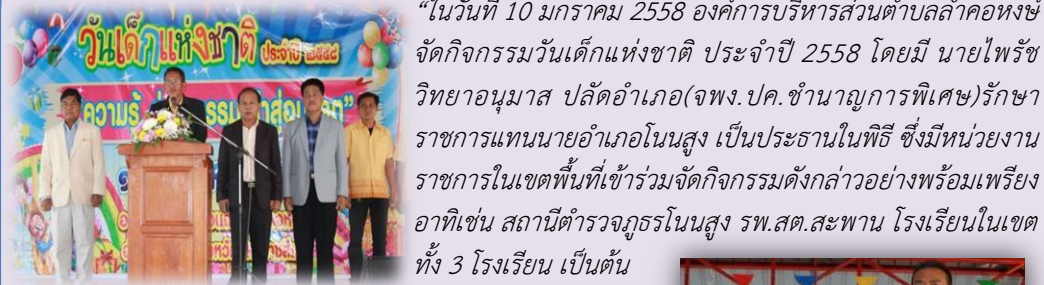 วันเด็กแห่งชาติ ประจำปี ๒๕๕๘
"ในวันที่ 10 มกราคม 2558 องค์การบริหารส่วนตำบลลำคอหงษ์
จัดกิจกรรมวันเด็กแห่งชาติ ประจำปี 2558 โดยมี นายไพรัช
วิทยาอนุมาส ปลัดอำเภอ(จพง.ปค.ชำนาญการพิเศษ)รักษา
ราชการแทนนายอำเภอโนนสูง เป็นประธานในพิธี ซึ่งมีหน่วยงาน
ราชการในเขตพื้นที่เข้าร่วมจัดกิจกรรมดังกล่าวอย่างพร้อมเพรียง
อาทิเช่น สถานีตำรวจภูธรโนนสูง รพ.สต.สะพาน โรงเรียนในเขต
ทั้ง 3 โรงเรียน เป็นต้น